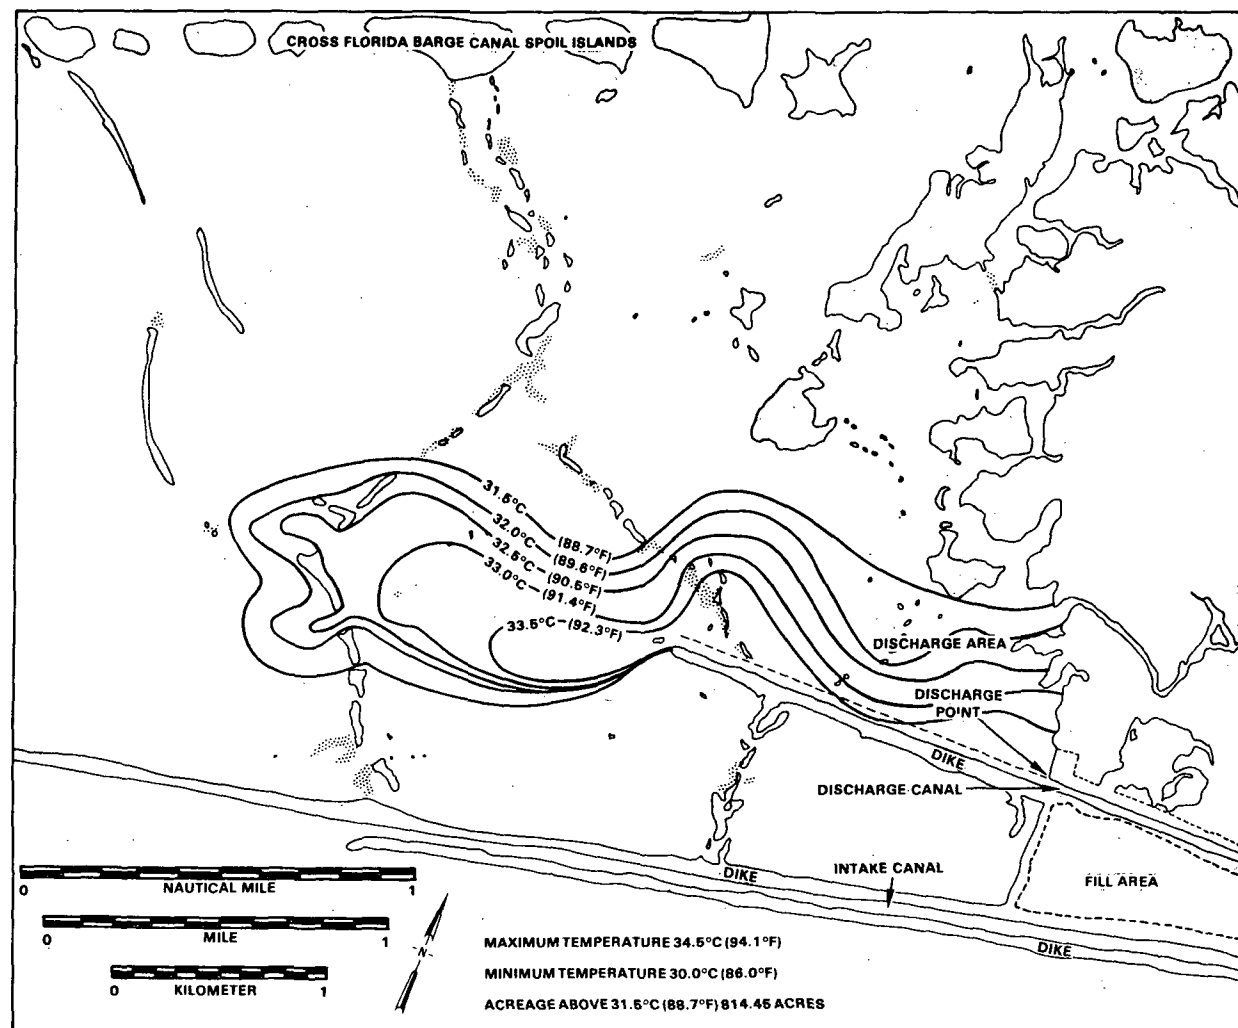 CROSS FLORIDA BARGE CANAL SPOIL ISLANDS
31.5°C (88.7°F)
32.0°C (89.6°F)
32.5°C (90.5°F)
33.0°C (91.4°F)
33.5°C (92.3°F)
DISCHARGE AREA
DISCHARGE
POINT
DIKE
DISCHARGE CANAL
INTAKE CANAL
DIKE
FILL AREA
DIKE
0 1
NAUTICAL MILE
0 1
MILE
0 1
KILOMETER
N
MAXIMUM TEMPERATURE 34.5°C (94.1°F)
MINIMUM TEMPERATURE 30.0°C (86.0°F)
ACREAGE ABOVE 31.5°C (88.7°F) 814.45 ACRES